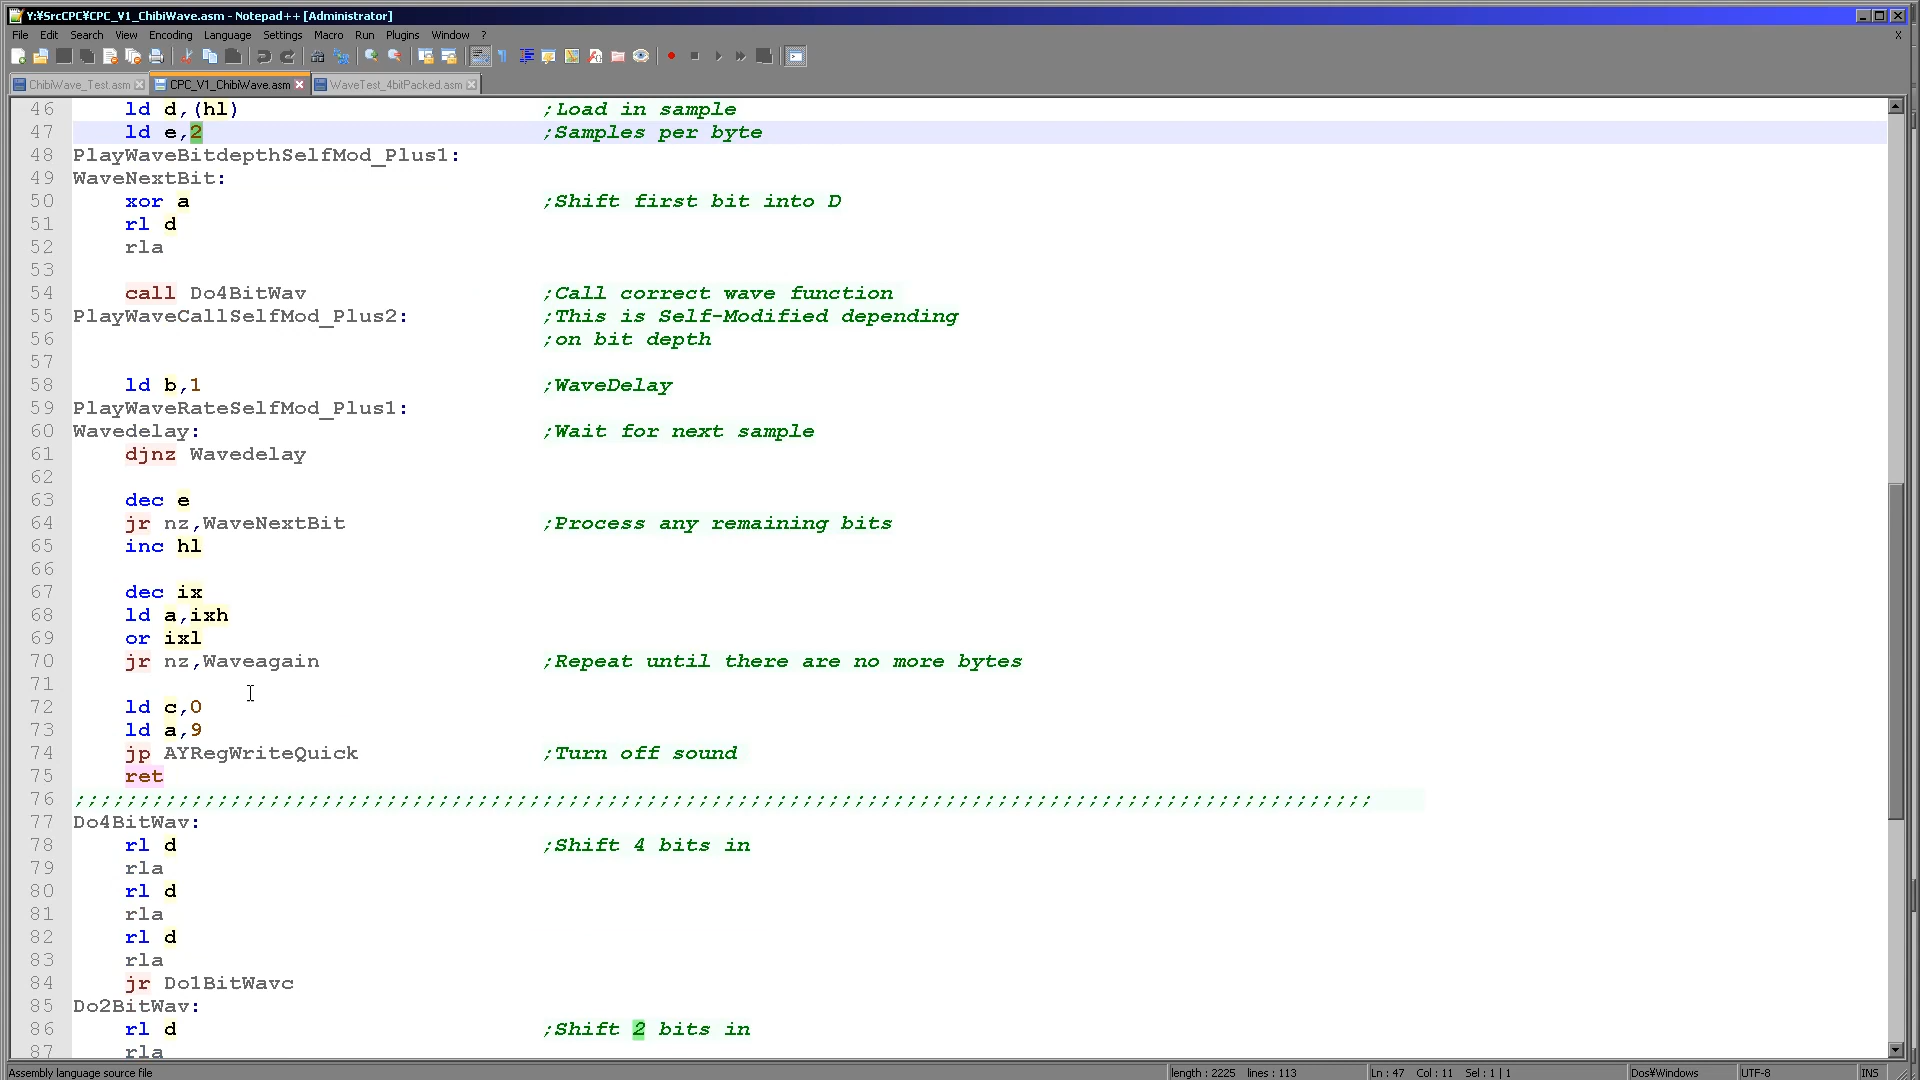 Y:¥SrcCPC¥CPC_V1_ChibiWave.asm - Notepad++ [Administrator]
File Edit Search View Encoding Language Settings Macro Run Plugins Window ? X
ChibiWave_Test.asm CPC_V1_ChibiWave.asm WaveTest_4bitPacked.asm
46 ld d,(hl) ;Load in sample
47 ld e,2 ;Samples per byte
48 PlayWaveBitdepthSelfMod_Plus1:
49 WaveNextBit:
50 xor a ;Shift first bit into D
51 rl d
52 rla
53
54 call Do4BitWav ;Call correct wave function
55 PlayWaveCallSelfMod_Plus2: ;This is Self-Modified depending
56 ;on bit depth
57
58 ld b,1 ;WaveDelay
59 PlayWaveRateSelfMod_Plus1:
60 Wavedelay: ;Wait for next sample
61 djnz Wavedelay
62
63 dec e
64 jr nz,WaveNextBit ;Process any remaining bits
65 inc hl
66
67 dec ix
68 ld a,ixh
69 or ixl
70 jr nz,Waveagain ;Repeat until there are no more bytes
71
72 ld c,0
73 ld a,9
74 jp AYRegWriteQuick ;Turn off sound
75 ret
76 ;;;;;;;;;;;;;;;;;;;;;;;;;;;;;;;;;;;;;;;;;;;;;;;;;;;;;;;;;;;;;;;;;;;;;;;;;;;;;;;;;;;;;;;;;;;;;;;;;;;;
77 Do4BitWav:
78 rl d ;Shift 4 bits in
79 rla
80 rl d
81 rla
82 rl d
83 rla
84 jr Do1BitWavc
85 Do2BitWav:
86 rl d ;Shift 2 bits in
87 rla
Assembly language source file length : 2225 lines : 113 Ln : 47 Col : 11 Sel : 1 | 1 Dos¥Windows UTF-8 INS